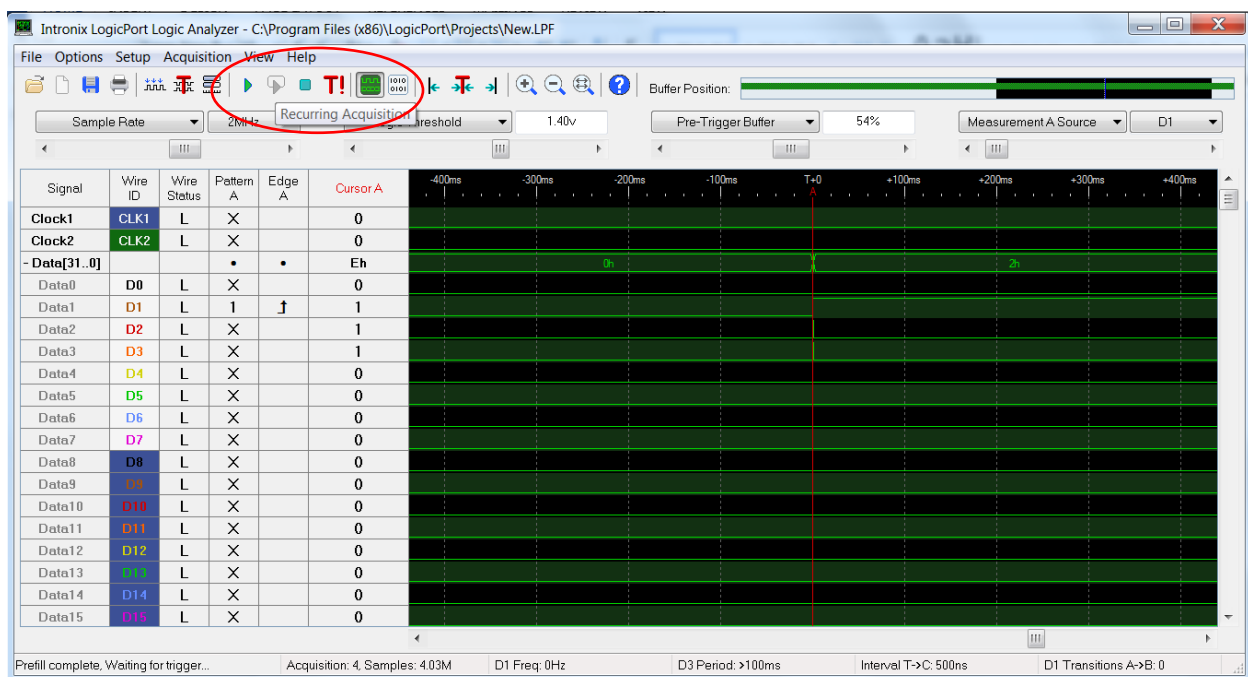 Intronix LogicPort Logic Analyzer - C:\Program Files (x86)\LogicPort\Projects\New.LPF
File Options Setup Acquisition View Help
T! Buffer Position:
Recurring Acquisition
Sample Rate 2MHz Threshold 1.40v Pre-Trigger Buffer 54% Measurement A Source D1
Signal Wire ID Wire Status Pattern A Edge A Cursor A -400ms -300ms -200ms -100ms T+0 +100ms +200ms +300ms +400ms
A
Clock1 CLK1 L X 0
Clock2 CLK2 L X 0
- Data[31..0] • • Eh 0h 2h
Data0 D0 L X 0
Data1 D1 L 1 1
Data2 D2 L X 1
Data3 D3 L X 1
Data4 D4 L X 0
Data5 D5 L X 0
Data6 D6 L X 0
Data7 D7 L X 0
Data8 D8 L X 0
Data9 D9 L X 0
Data10 D10 L X 0
Data11 D11 L X 0
Data12 D12 L X 0
Data13 D13 L X 0
Data14 D14 L X 0
Data15 D15 L X 0
Prefill complete, Waiting for trigger... Acquisition: 4, Samples: 4.03M D1 Freq: 0Hz D3 Period: >100ms Interval T->C: 500ns D1 Transitions A->B: 0